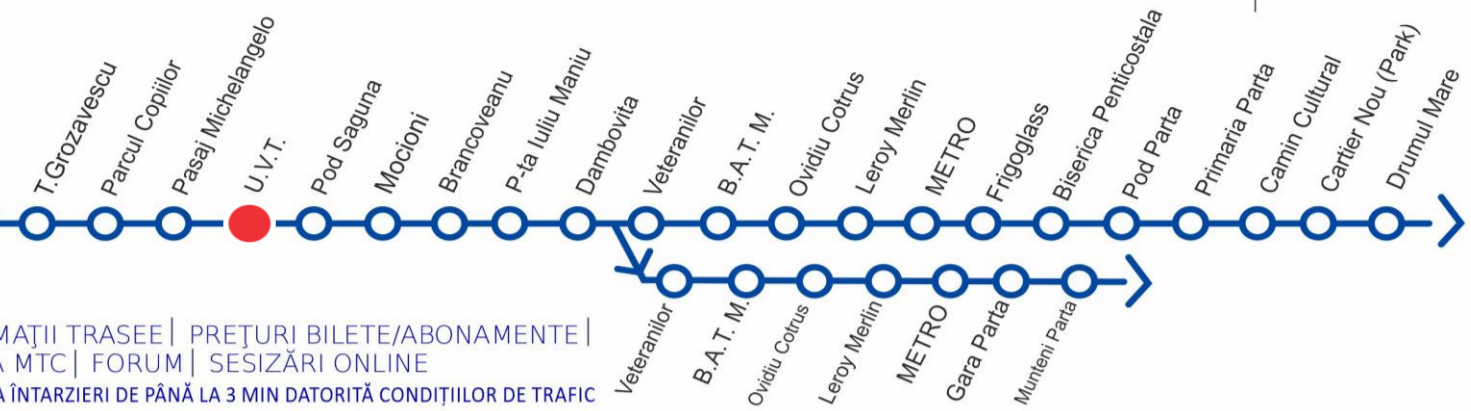 T.Grozavescu
Parcul Copiilor
Pasaj Michelangelo
U.V.T.
Pod Saguna
Mocioni
Brancoveanu
P-ta Iuliu Maniu
Dambovita
Veteranilor
B.A.T. M.
Ovidiu Cotrus
Leroy Merlin
METRO
Frigoglass
Biserica Penticostala
Pod Parta
Primaria Parta
Camin Cultural
Cartier Nou (Park)
Drumul Mare
Veteranilor
B.A.T. M.
Ovidiu Cotrus
Leroy Merlin
METRO
Gara Parta
Munteni Parta
MAŢII TRASEE| PREŢURI BILETE/ABONAMENTE|
A MTC| FORUM| SESIZĂRI ONLINE
A ÎNTARZIERI DE PÂNĂ LA 3 MIN DATORITĂ CONDIȚIILOR DE TRAFIC